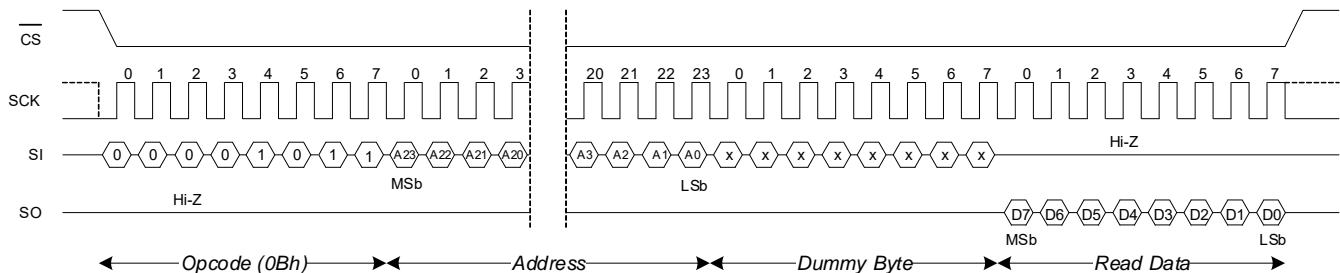 CS
0 1 2 3 4 5 6 7 0 1 2 3 20 21 22 23 0 1 2 3 4 5 6 7 0 1 2 3 4 5 6 7
SCK
Hi-Z
SI 0 0 0 0 1 0 1 1 A23 A22 A21 A20 A3 A2 A1 A0 x x x x x x x x
MSb LSb
Hi-Z
SO D7 D6 D5 D4 D3 D2 D1 D0
MSb LSb
Opcode (0Bh) Address Dummy Byte Read Data